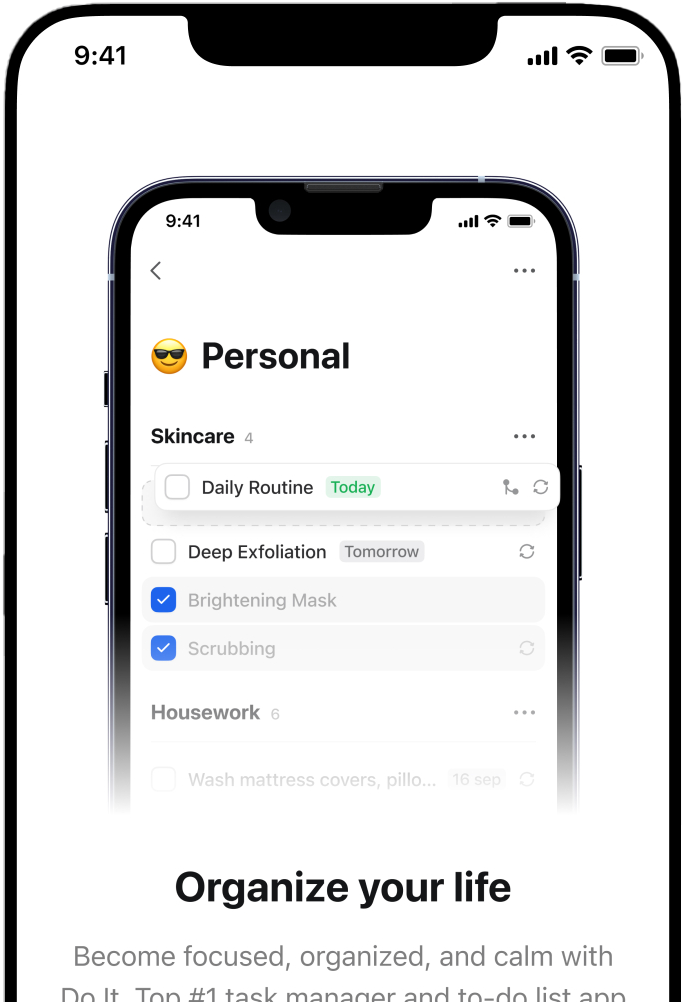 9:41
9:41
😎 Personal
Skincare 4
Daily Routine Today
Deep Exfoliation Tomorrow
Brightening Mask
Scrubbing
Housework 6
Wash mattress covers, pillo... 16 sep
Organize your life
Become focused, organized, and calm with
Do It. Top #1 task manager and to-do list app